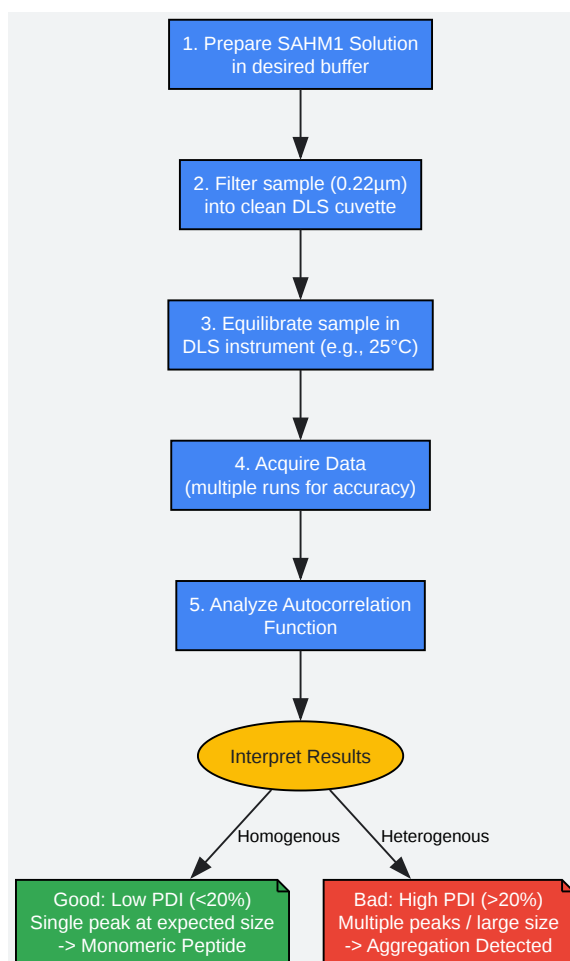 1. Prepare SAHM1 Solution
in desired buffer
2. Filter sample (0.22µm)
into clean DLS cuvette
3. Equilibrate sample in
DLS instrument (e.g., 25°C)
4. Acquire Data
(multiple runs for accuracy)
5. Analyze Autocorrelation
Function
Interpret Results
Homogenous
Heterogenous
Good: Low PDI (<20%)
Single peak at expected size
-> Monomeric Peptide
Bad: High PDI (>20%)
Multiple peaks / large size
-> Aggregation Detected